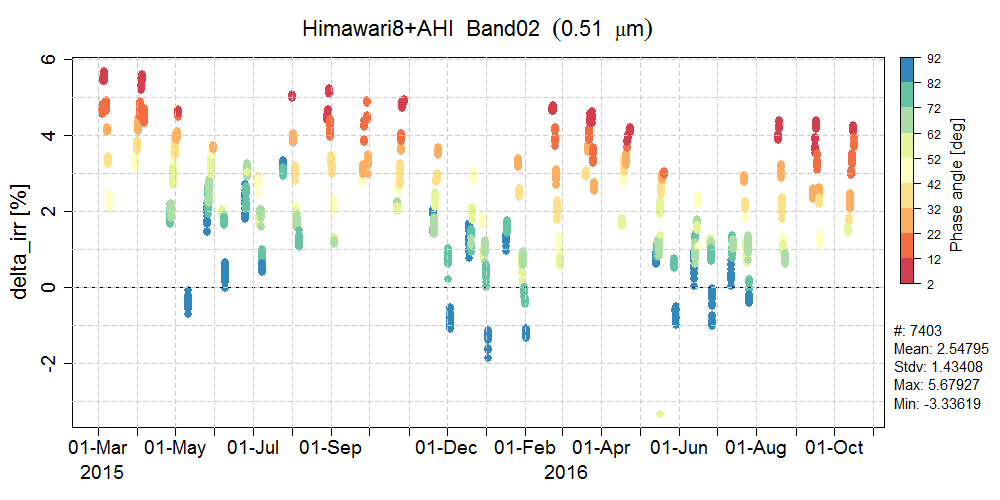 Himawari8+AHI Band02 (0.51 μm)
delta_irr [%]
6
4
2
0
-2
01-Mar 01-May 01-Jul 01-Sep 01-Dec 01-Feb 01-Apr 01-Jun 01-Aug 01-Oct
2015 2016
92
82
72
62
52
42
32
22
12
2
Phase angle [deg]
#: 7403
Mean: 2.54795
Stdv: 1.43408
Max: 5.67927
Min: -3.33619